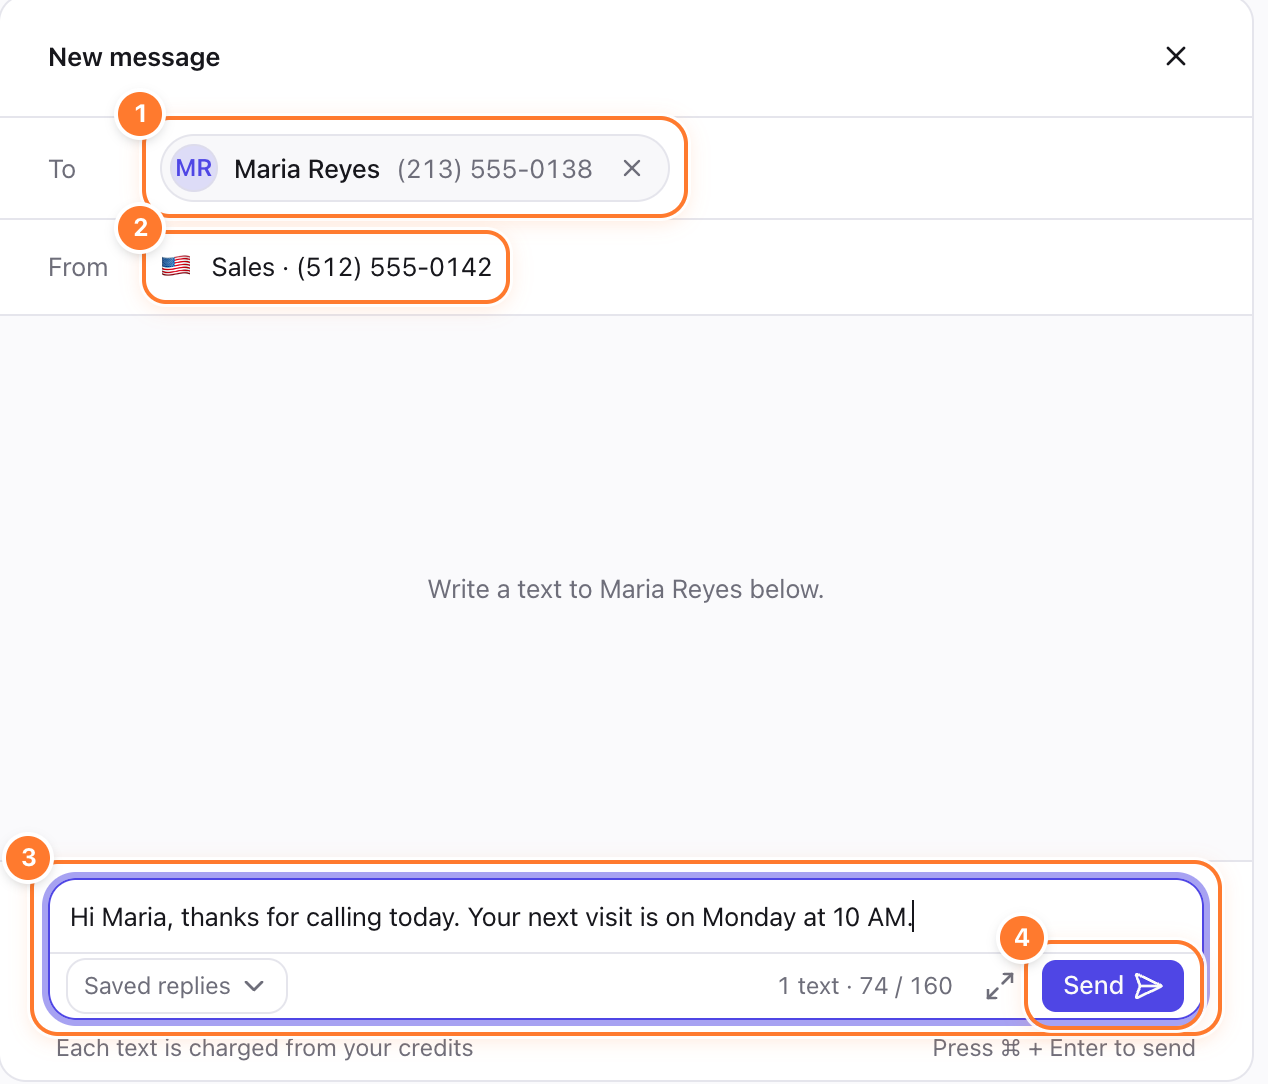 New message
1
To
MR Maria Reyes (213) 555-0138
2
From
Sales · (512) 555-0142
Write a text to Maria Reyes below.
3
Hi Maria, thanks for calling today. Your next visit is on Monday at 10 AM.
4
Saved replies
1 text · 74 / 160
Send
Each text is charged from your credits
Press ⌘ + Enter to send